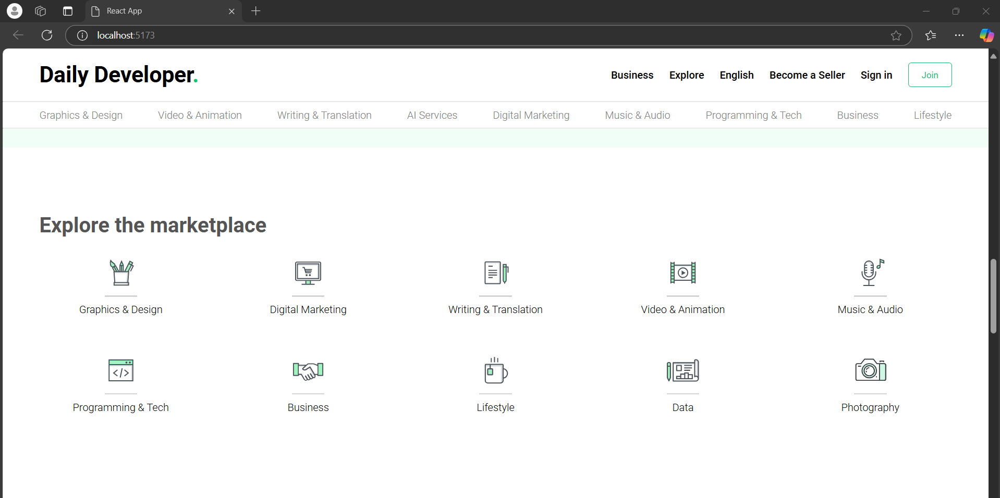 React App
localhost:5173
Daily Developer.
Business Explore English Become a Seller Sign in Join
Graphics & Design Video & Animation Writing & Translation AI Services Digital Marketing Music & Audio Programming & Tech Business Lifestyle
Explore the marketplace
Graphics & Design Digital Marketing Writing & Translation Video & Animation Music & Audio
</>
Programming & Tech Business Lifestyle Data Photography